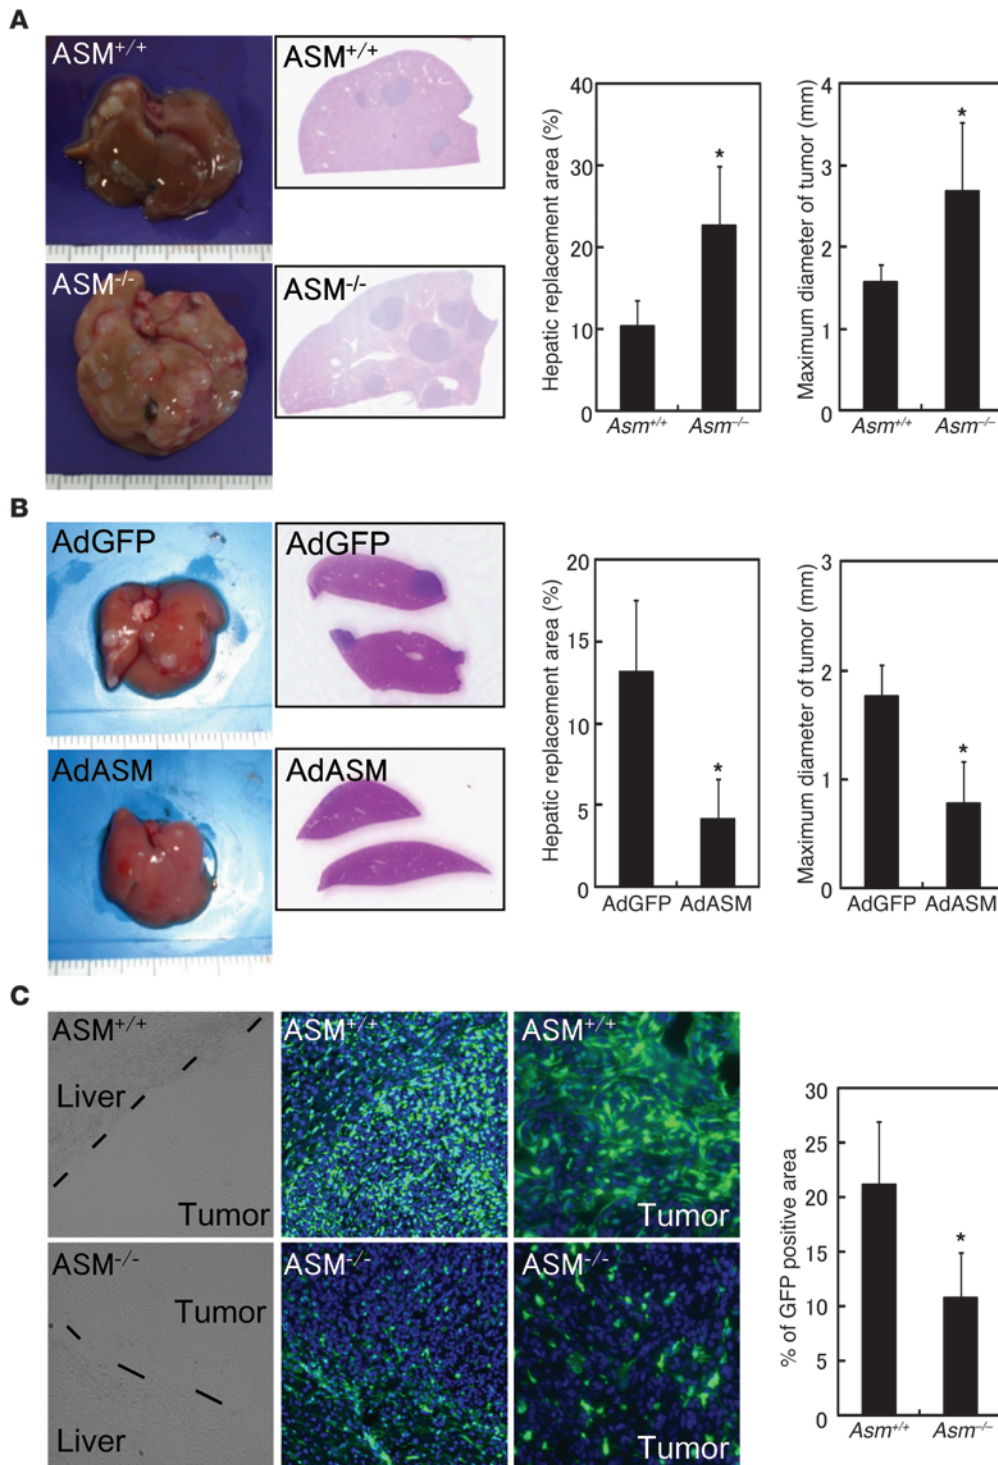 A
ASM+/+
ASM+/+
ASM-/-
ASM-/-
Hepatic replacement area (%)
40
30
20
10
0
*
Asm+/+ Asm–/–
Maximum diameter of tumor (mm)
4
3
2
1
0
*
Asm+/+ Asm–/–
B
AdGFP
AdGFP
AdASM
AdASM
Hepatic replacement area (%)
20
15
10
5
0
*
AdGFP AdASM
Maximum diameter of tumor (mm)
3
2
1
0
*
AdGFP AdASM
C
ASM+/+
Liver
Tumor
ASM+/+
ASM+/+
Tumor
ASM-/-
Tumor
Liver
ASM-/-
ASM-/-
Tumor
% of GFP positive area
30
25
20
15
10
5
0
*
Asm+/+ Asm–/–